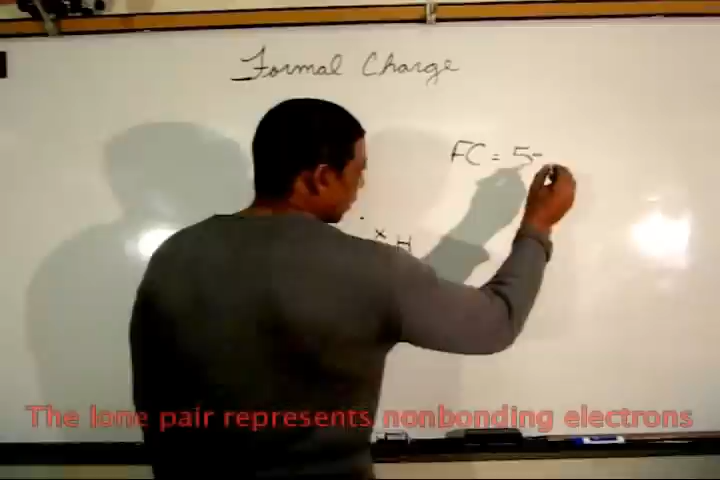 Formal Charge
FC = 5-
x H
The lone pair represents nonbonding electrons